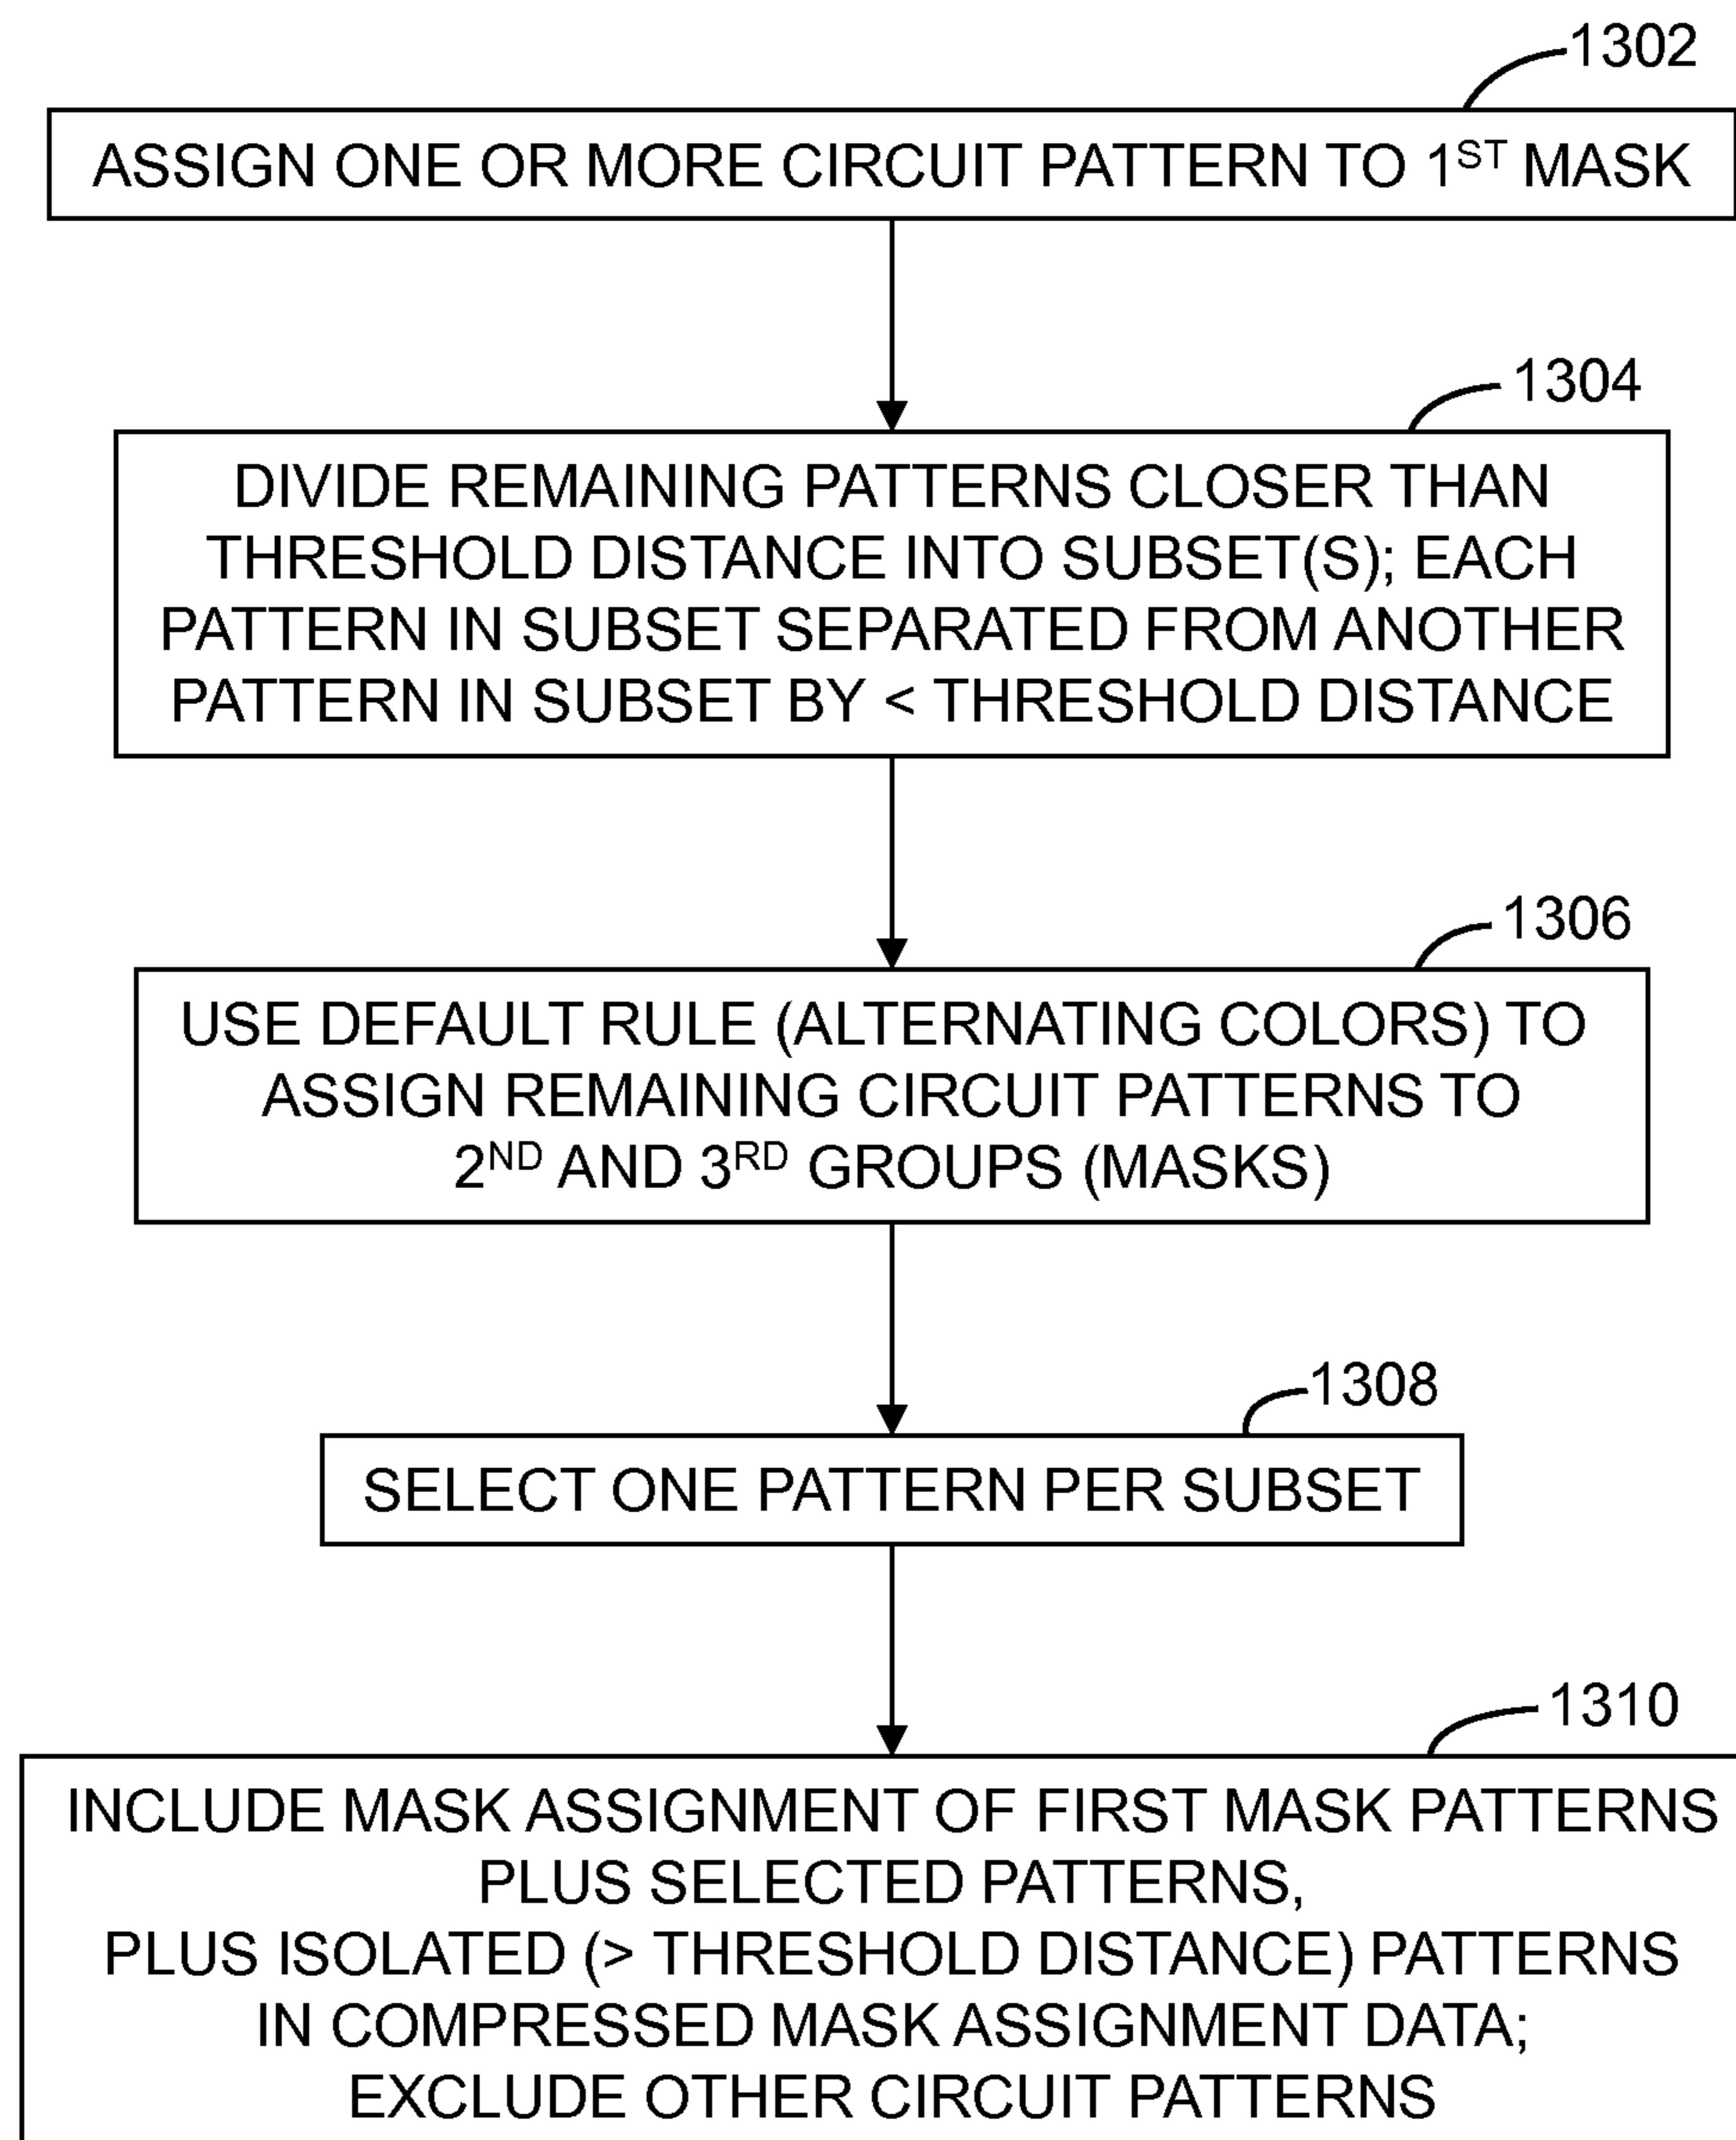 1302
ASSIGN ONE OR MORE CIRCUIT PATTERN TO 1ST MASK
1304
DIVIDE REMAINING PATTERNS CLOSER THAN
THRESHOLD DISTANCE INTO SUBSET(S); EACH
PATTERN IN SUBSET SEPARATED FROM ANOTHER
PATTERN IN SUBSET BY < THRESHOLD DISTANCE
1306
USE DEFAULT RULE (ALTERNATING COLORS) TO
ASSIGN REMAINING CIRCUIT PATTERNS TO
2ND AND 3RD GROUPS (MASKS)
1308
SELECT ONE PATTERN PER SUBSET
1310
INCLUDE MASK ASSIGNMENT OF FIRST MASK PATTERNS
PLUS SELECTED PATTERNS,
PLUS ISOLATED (> THRESHOLD DISTANCE) PATTERNS
IN COMPRESSED MASK ASSIGNMENT DATA;
EXCLUDE OTHER CIRCUIT PATTERNS